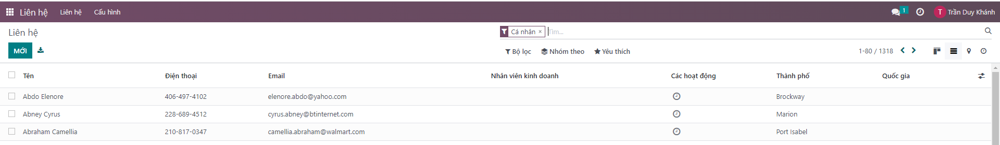 Liên hệ Liên hệ Cấu hình 1 T Trần Duy Khánh
Liên hệ Cá nhân × Tìm...
MỚI Bộ lọc Nhóm theo Yêu thích 1-80 / 1318
Tên Điện thoại Email Nhân viên kinh doanh Các hoạt động Thành phố Quốc gia
Abdo Elenore 406-497-4102 elenore.abdo@yahoo.com Brockway
Abney Cyrus 228-689-4512 cyrus.abney@btinternet.com Marion
Abraham Camellia 210-817-0347 camellia.abraham@walmart.com Port Isabel